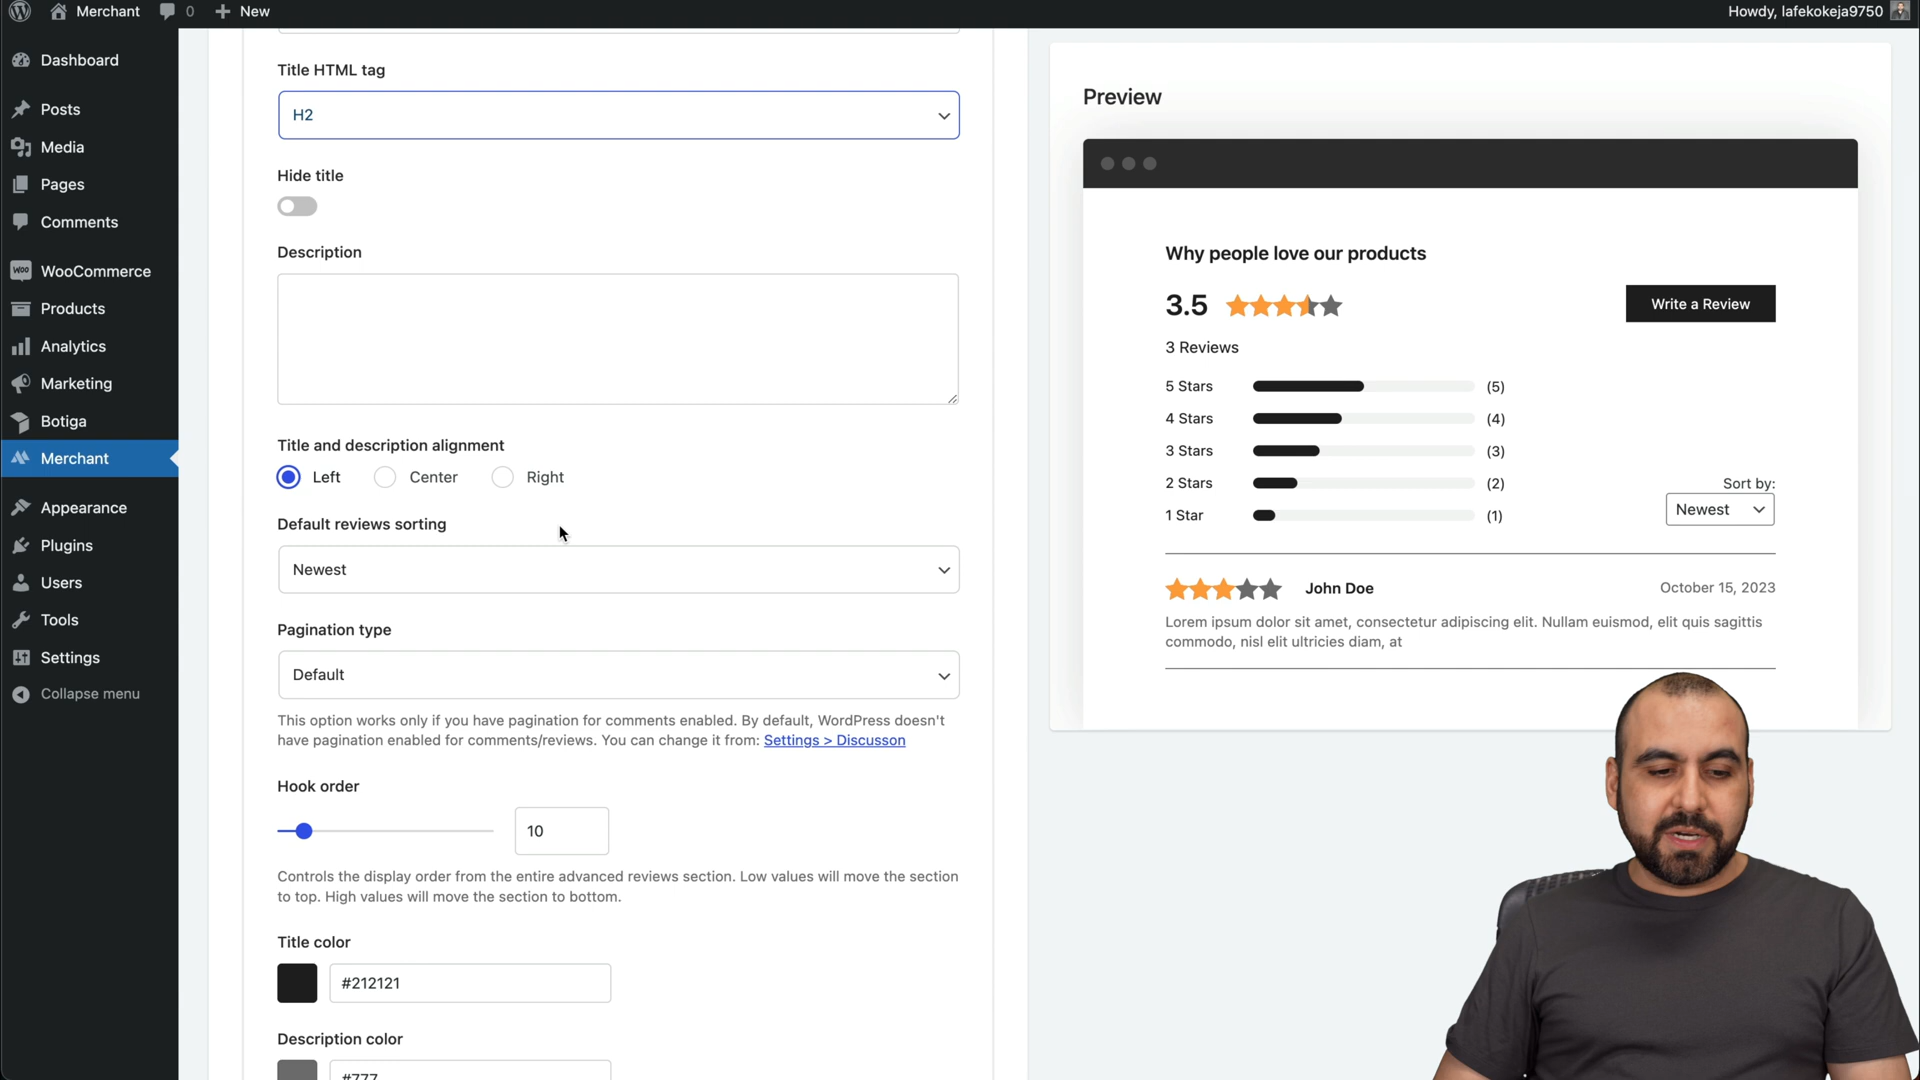 Merchant 0 New Howdy, lafekokeja9750
Dashboard
Posts
Media
Pages
Comments
WOO WooCommerce
Products
Analytics
Marketing
Botiga
Merchant
Appearance
Plugins
Users
Tools
Settings
Collapse menu
Title HTML tag
H2
Hide title
Description
Title and description alignment
Left Center Right
Default reviews sorting
Newest
Pagination type
Default
This option works only if you have pagination for comments enabled. By default, WordPress doesn't
have pagination enabled for comments/reviews. You can change it from: Settings > Discusson
Hook order
10
Controls the display order from the entire advanced reviews section. Low values will move the section
to top. High values will move the section to bottom.
Title color
#212121
Description color
#777
Preview
Why people love our products
3.5 Write a Review
3 Reviews
5 Stars (5)
4 Stars (4)
3 Stars (3)
2 Stars (2)
1 Star (1)
Sort by:
Newest
John Doe October 15, 2023
Lorem ipsum dolor sit amet, consectetur adipiscing elit. Nullam euismod, elit quis sagittis
commodo, nisl elit ultricies diam, at